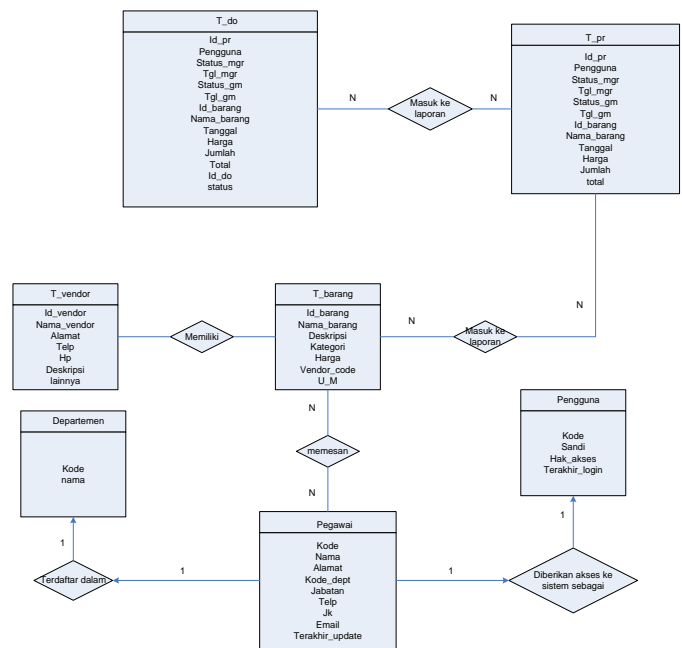 T_do
Id_pr
Pengguna
Status_mgr
Tgl_mgr
Status_gm
Tgl_gm
Id_barang
Nama_barang
Tanggal
Harga
Jumlah
Total
Id_do
status
N
Masuk ke
laporan
N
T_pr
Id_pr
Pengguna
Status_mgr
Tgl_mgr
Status_gm
Tgl_gm
Id_barang
Nama_barang
Tanggal
Harga
Jumlah
total
T_vendor
Id_vendor
Nama_vendor
Alamat
Telp
Hp
Deskripsi
lainnya
Memiliki
T_barang
Id_barang
Nama_barang
Deskripsi
Kategori
Harga
Vendor_code
U_M
N
Masuk ke
laporan
N
Departemen
Kode
nama
N
memesan
N
Pengguna
Kode
Sandi
Hak_akses
Terakhir_login
1
Terdaftar dalam
1
Pegawai
Kode
Nama
Alamat
Kode_dept
Jabatan
Telp
Jk
Email
Terakhir_update
1
Diberikan akses ke
sistem sebagai
1